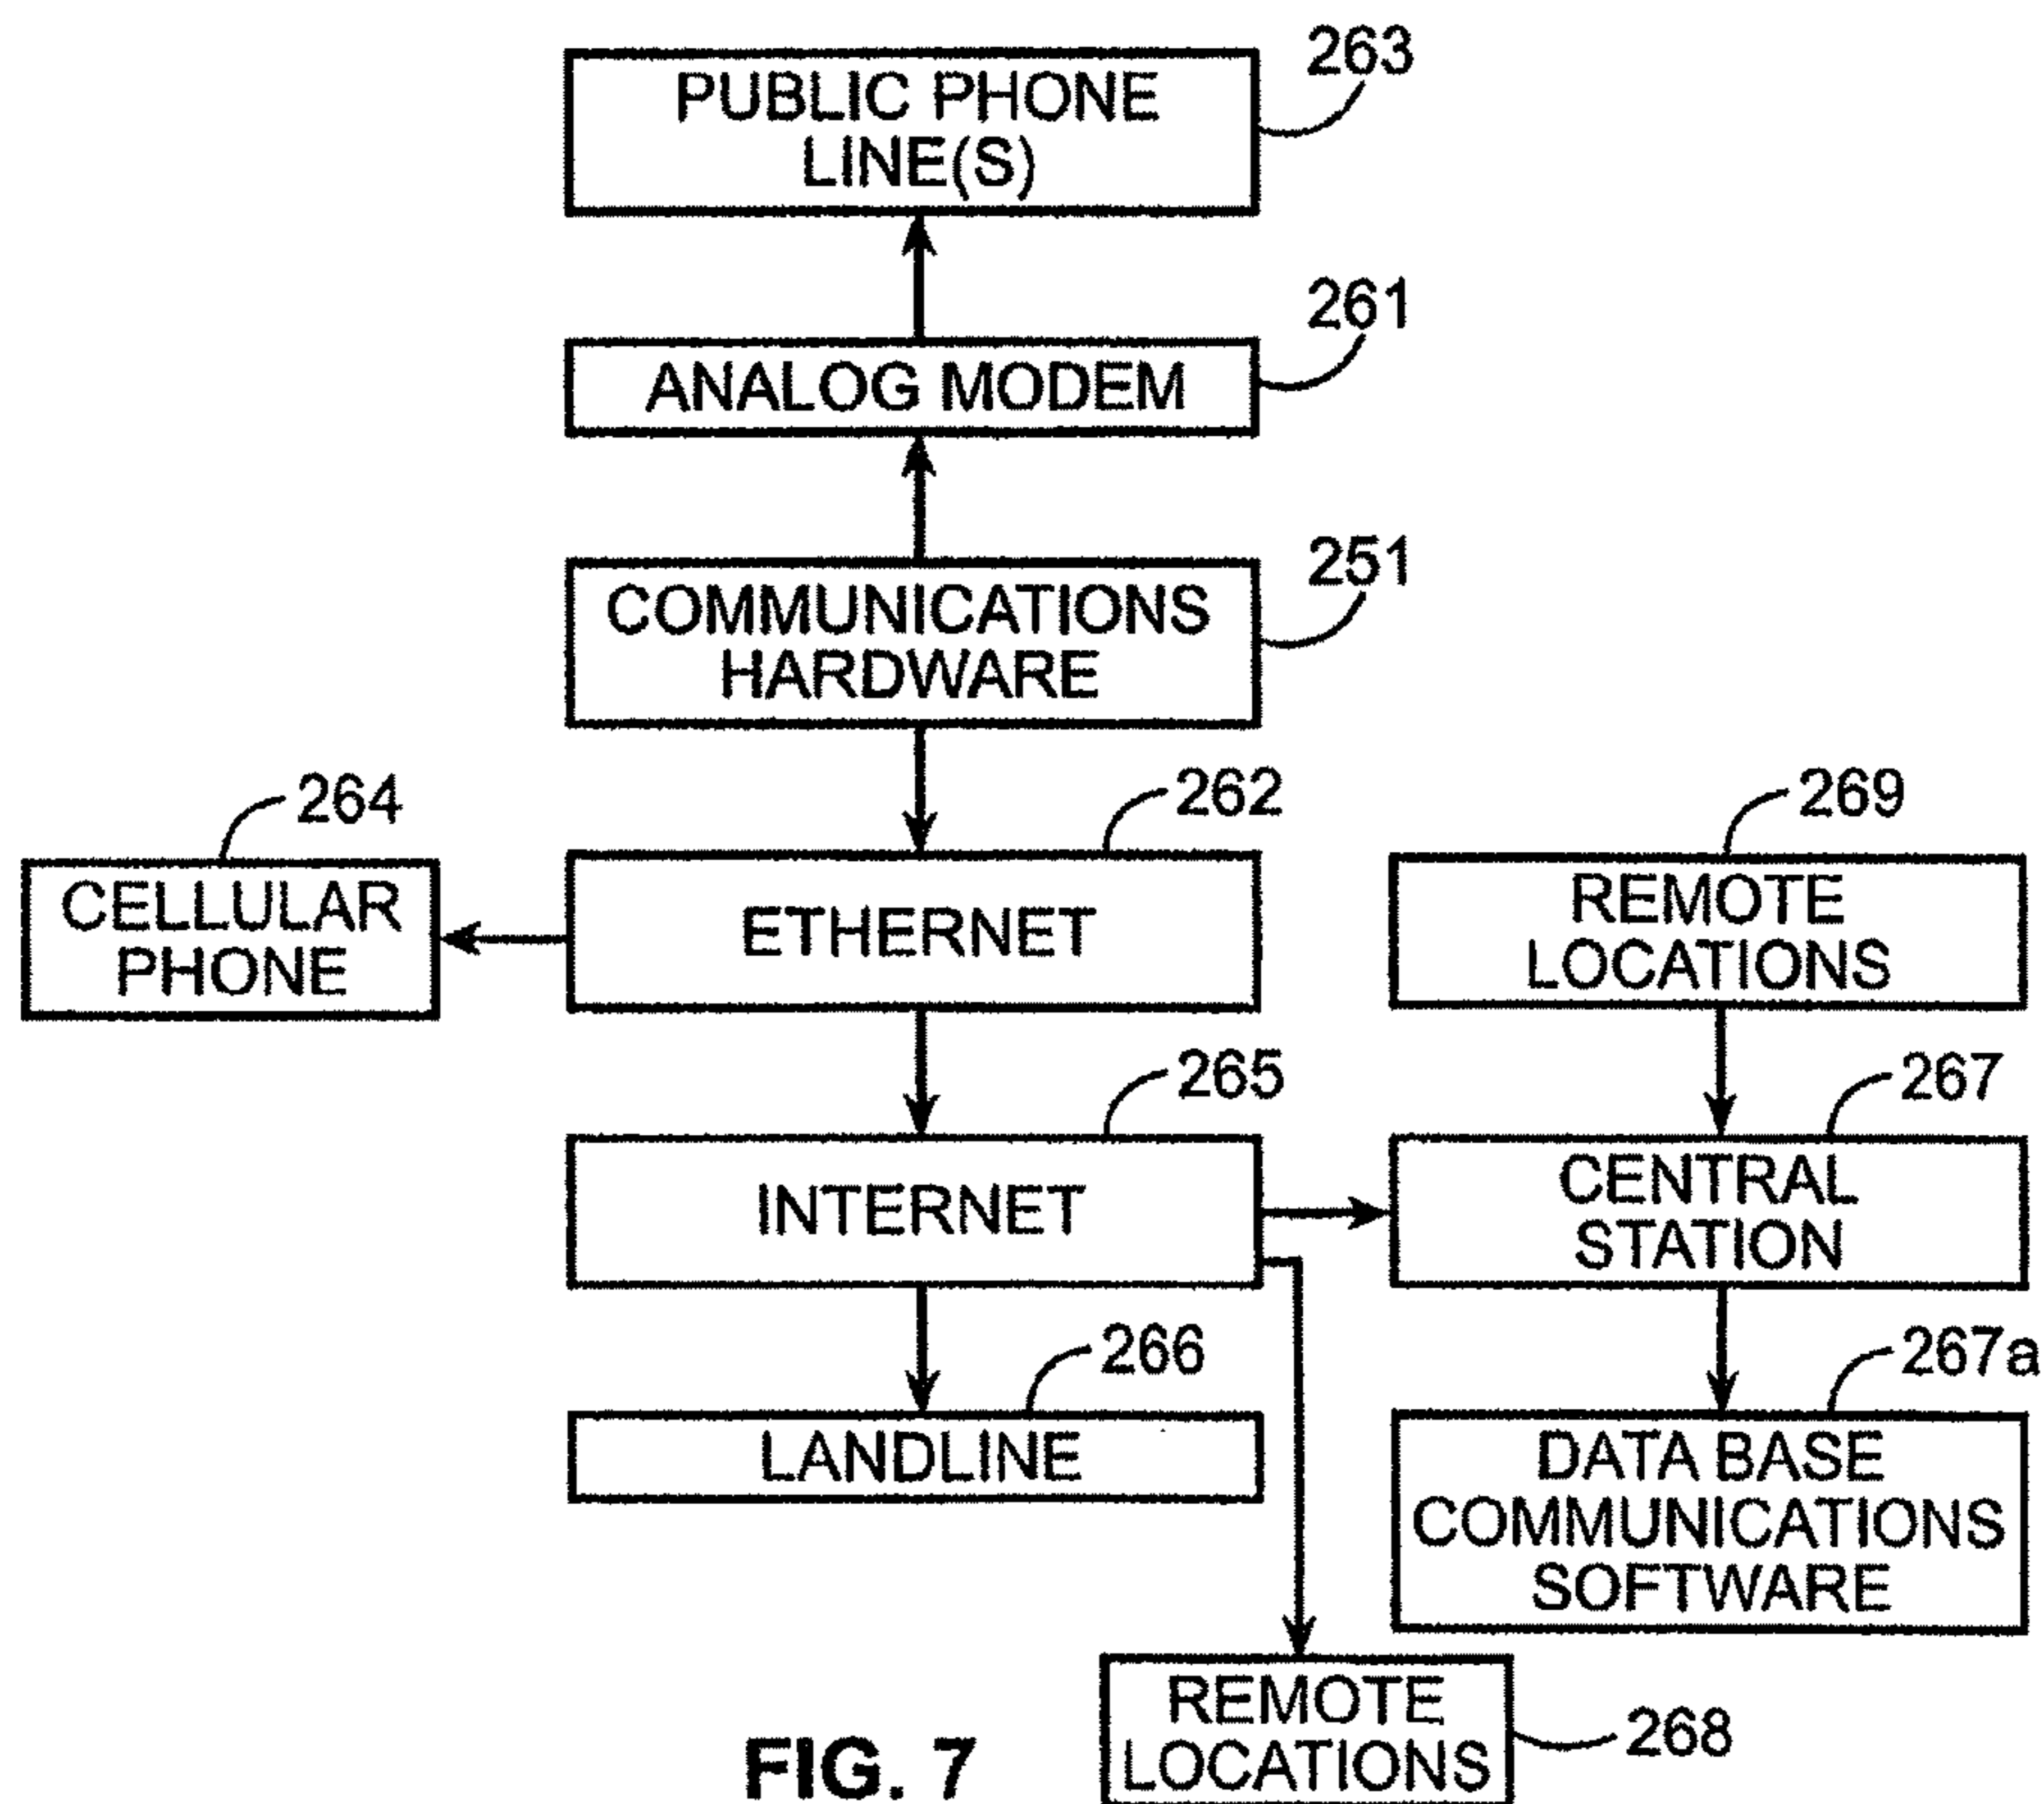 263
PUBLIC PHONE
LINE(S)
261
ANALOG MODEM
251
COMMUNICATIONS
HARDWARE
264
262
269
CELLULAR
PHONE
ETHERNET
REMOTE
LOCATIONS
265
267
INTERNET
CENTRAL
STATION
266
267a
LANDLINE
DATA BASE
COMMUNICATIONS
SOFTWARE
REMOTE
LOCATIONS
268
FIG. 7